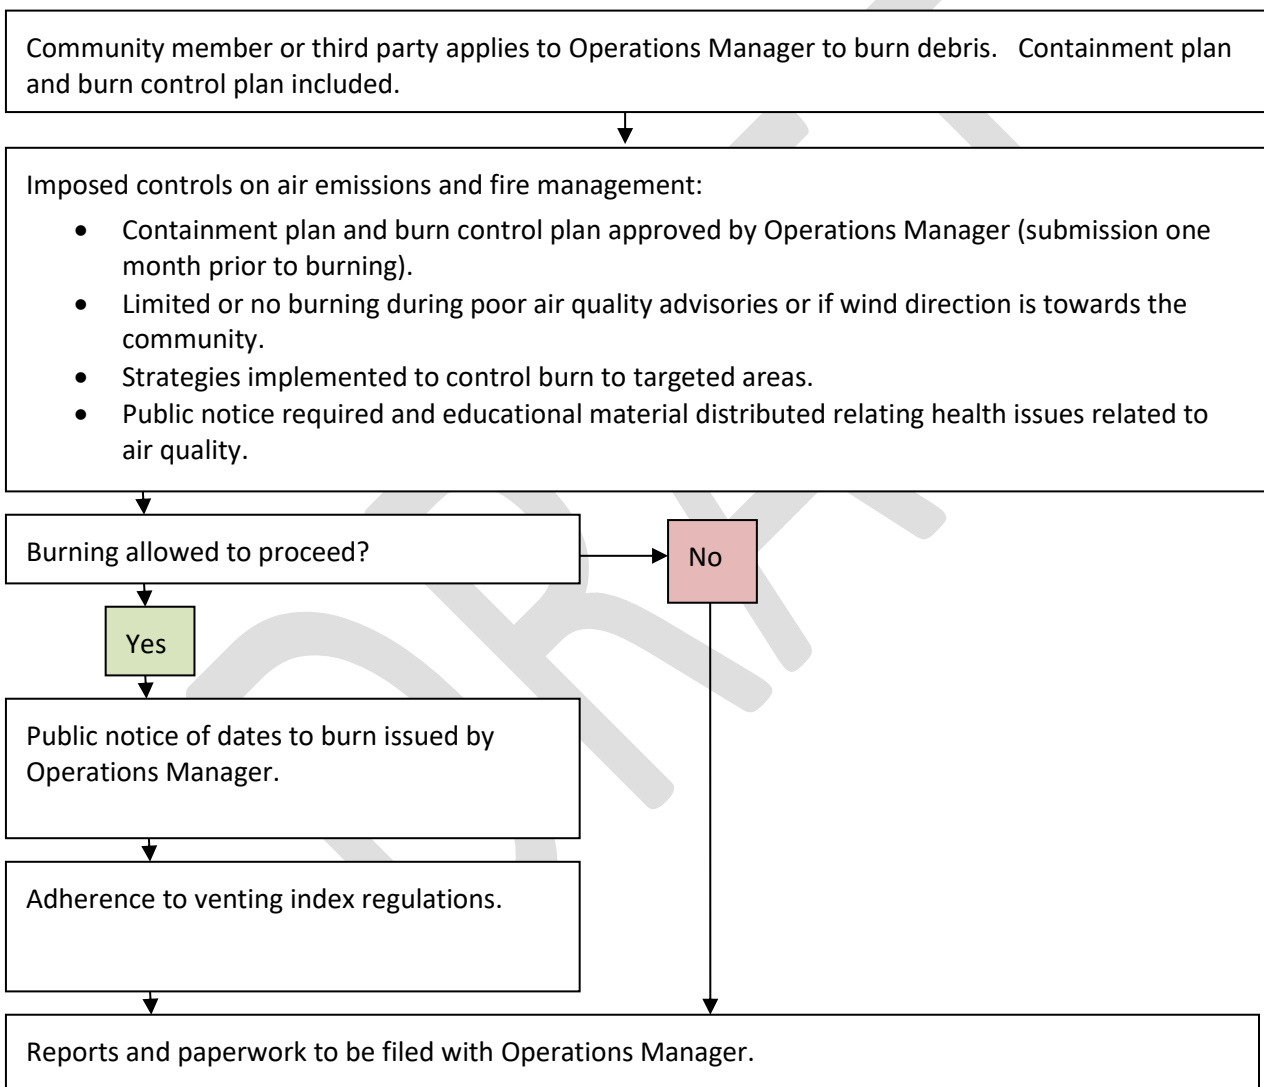 Community member or third party applies to Operations Manager to burn debris.   Containment plan
and burn control plan included.
Imposed controls on air emissions and fire management:
• Containment plan and burn control plan approved by Operations Manager (submission one
month prior to burning).
• Limited or no burning during poor air quality advisories or if wind direction is towards the
community.
• Strategies implemented to control burn to targeted areas.
• Public notice required and educational material distributed relating health issues related to
air quality.
Burning allowed to proceed?
No
Yes
Public notice of dates to burn issued by
Operations Manager.
Adherence to venting index regulations.
Reports and paperwork to be filed with Operations Manager.
DRAFT